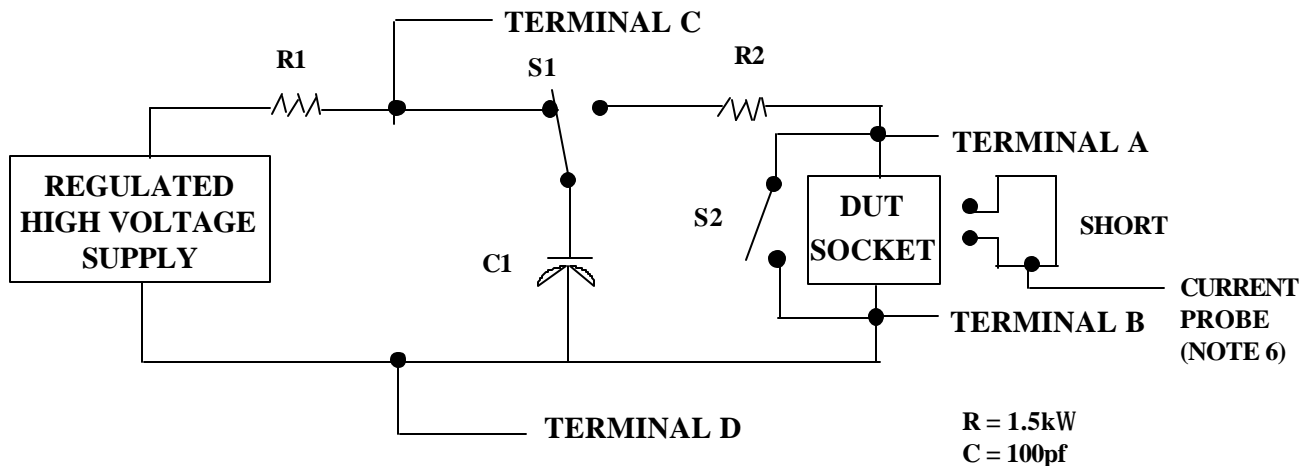 TERMINAL C
R1
S1
R2
TERMINAL A
REGULATED
HIGH VOLTAGE
SUPPLY
S2
DUT
SOCKET
SHORT
C1
CURRENT
PROBE
(NOTE 6)
TERMINAL B
TERMINAL D
R = 1.5kW
C = 100pf